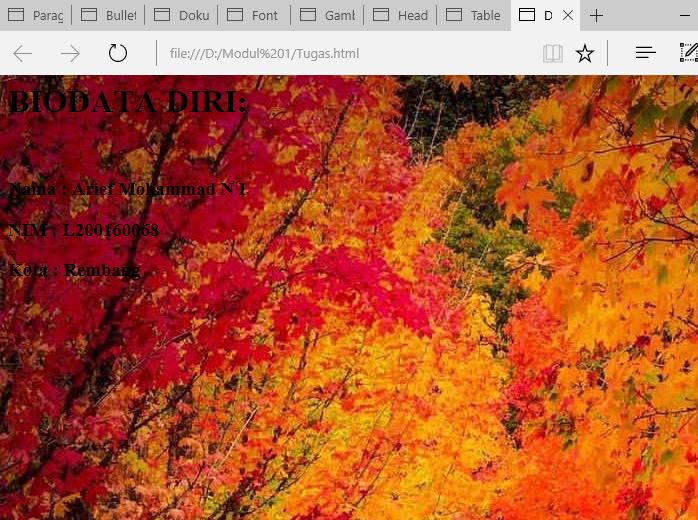 Parag
Bullet
Doku
Font
Gamb
Head
Table
D
file:///D:/Modul%201/Tugas.html
BIODATA DIRI:
Nama : Arief Mohammad N I
NIM : L200160068
Kota : Rembang